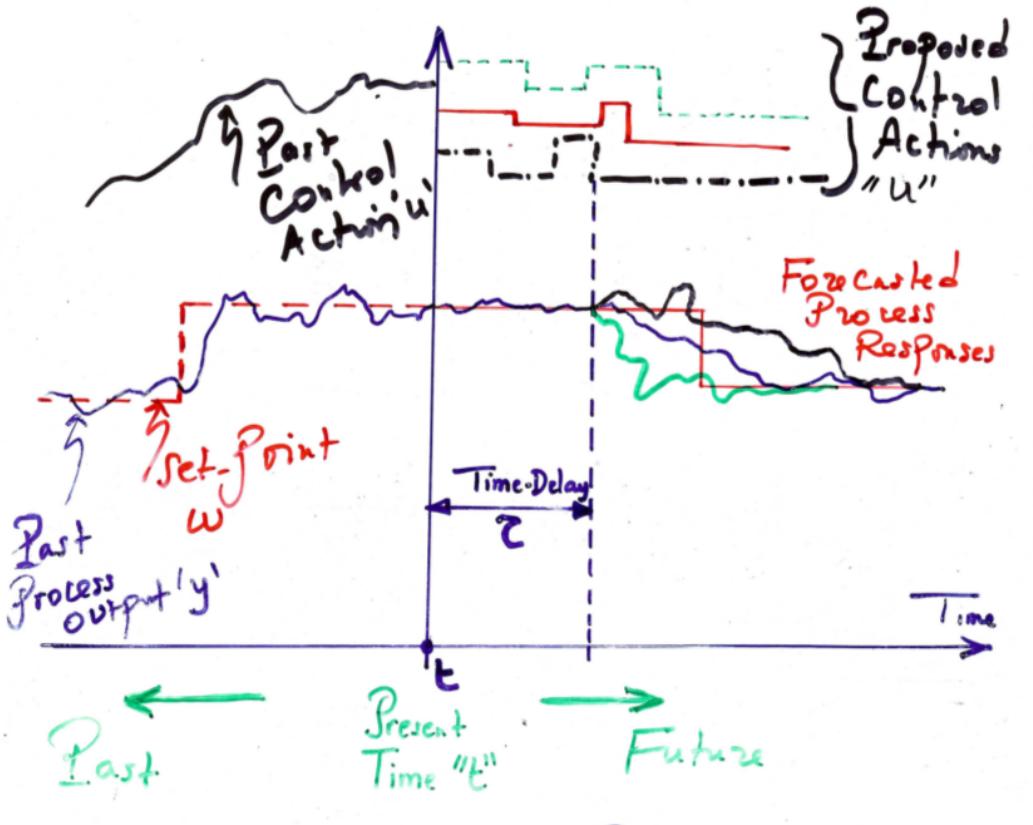 Proposed
Control
Actions
"u"
Past
Control
Action 'u'
Forecasted
Process
Responses
Set-Point
w
Time-Delay
τ
Past
Process
output 'y'
Time
t
Past
Present
Time "t"
Future